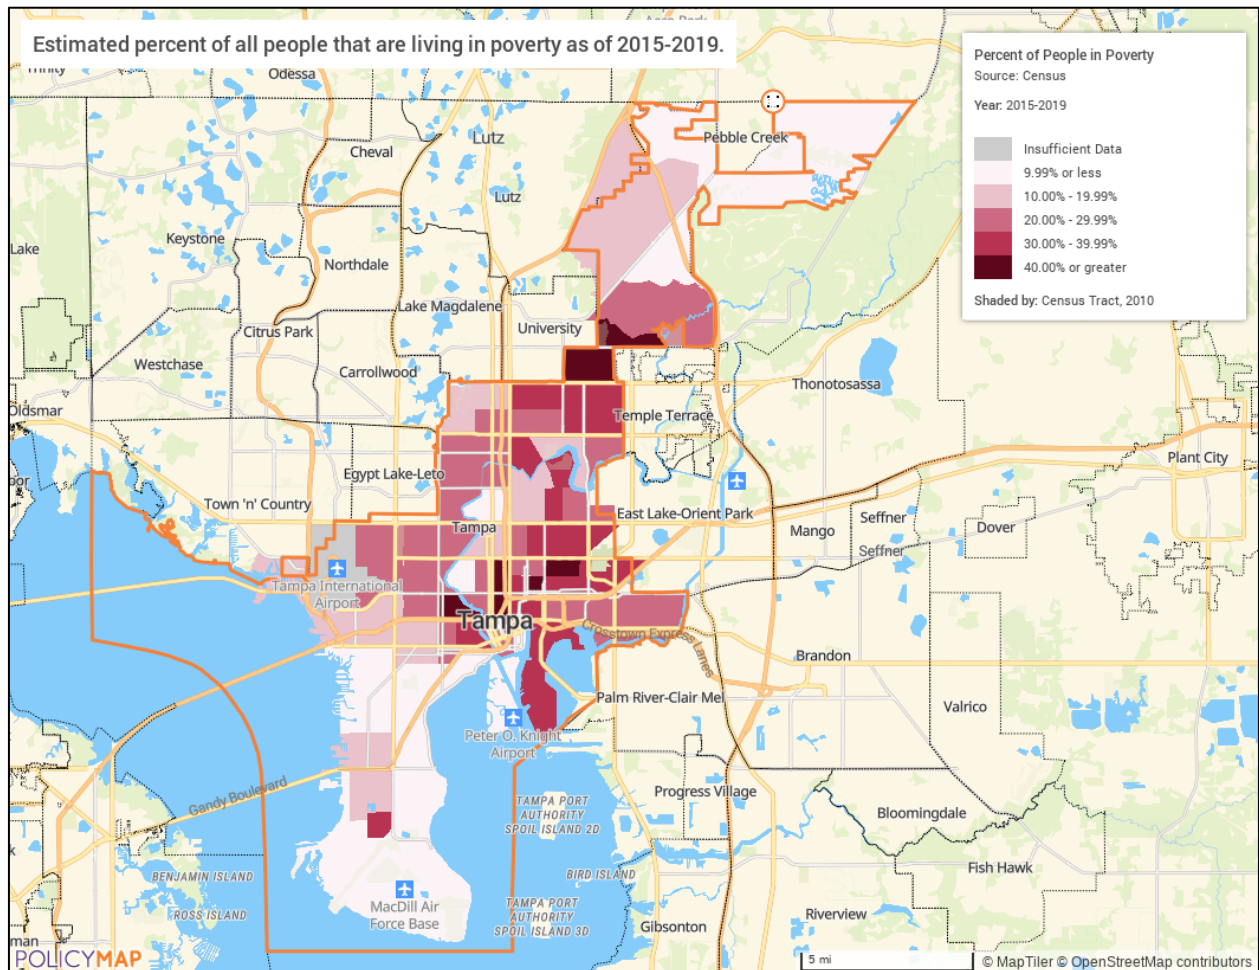 Estimated percent of all people that are living in poverty as of 2015-2019.
Percent of People in Poverty
Source: Census
Year: 2015-2019
Insufficient Data
9.99% or less
10.00% - 19.99%
20.00% - 29.99%
30.00% - 39.99%
40.00% or greater
Shaded by: Census Tract, 2010
Odessa
Pebble Creek
Lutz
Cheval
Lutz
Keystone
Lake
Northdale
Lake Magdalene
University
Citrus Park
Westchase
Carrollwood
Thonotosassa
Oldsmar
Temple Terrace
Plant City
Egypt Lake-Leto
Town 'n' Country
East Lake-Orient Park
Seffner
Mango
Dover
Tampa
Seffner
Tampa International
Airport
Tampa
Crosstown Express Lanes
Brandon
Palm River-Clair Mel
Valrico
Peter O. Knight
Airport
Gandy Boulevard
Progress Village
TAMPA PORT
AUTHORITY
SPOIL ISLAND 2D
Bloomingdale
Fish Hawk
BENJAMIN ISLAND
BIRD ISLAND
ROSS ISLAND
MacDill Air
Force Base
TAMPA PORT
AUTHORITY
SPOIL ISLAND 3D
Riverview
Gibsonton
man
POLICYMAP
5 mi
© MapTiler © OpenStreetMap contributors